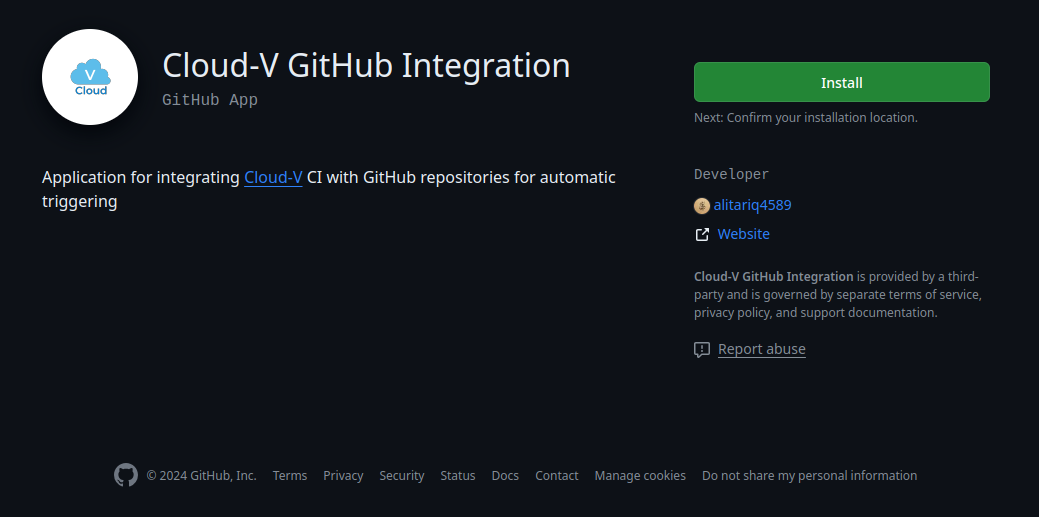 V
Cloud
Cloud-V GitHub Integration
GitHub App
Application for integrating Cloud-V CI with GitHub repositories for automatic
triggering
Install
Next: Confirm your installation location.
Developer
alitariq4589
Website
Cloud-V GitHub Integration is provided by a third-
party and is governed by separate terms of service,
privacy policy, and support documentation.
Report abuse
© 2024 GitHub, Inc. Terms Privacy Security Status Docs Contact Manage cookies Do not share my personal information